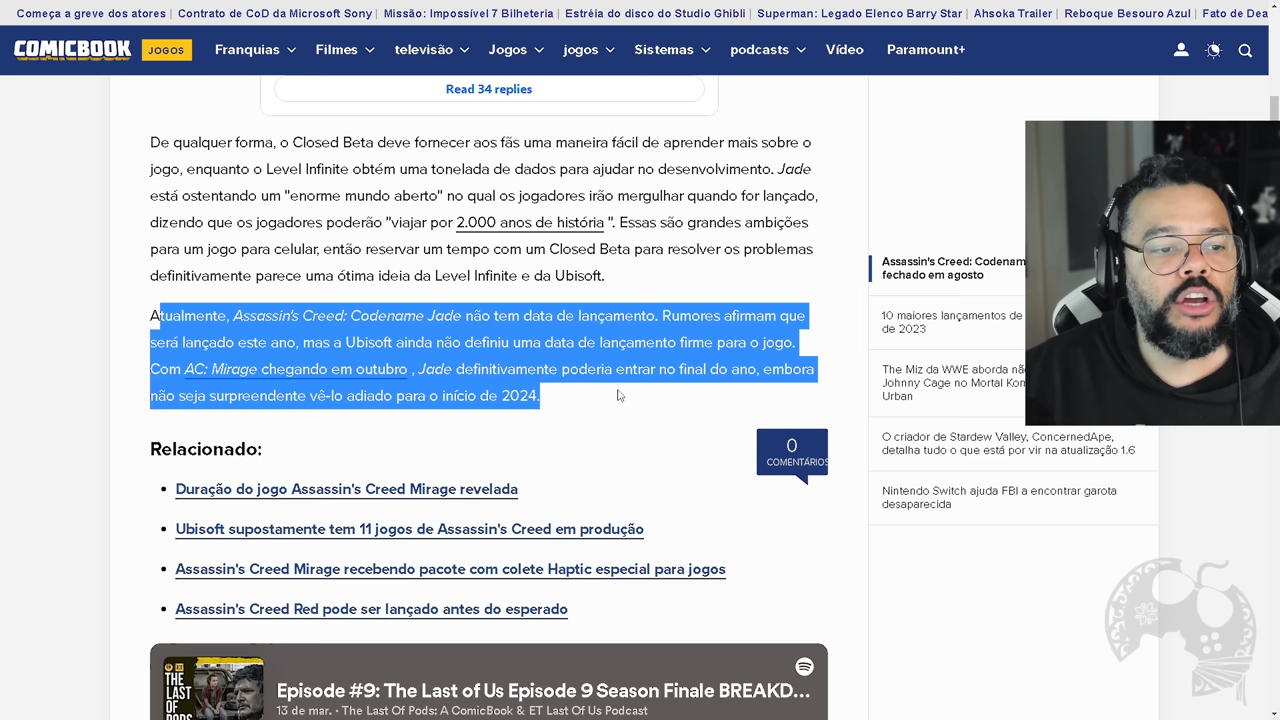 Começa a greve dos atores | Contrato de CoD da Microsoft Sony | Missão: Impossível 7 Bilheteria | Estréia do disco do Studio Ghibli | Superman: Legado Elenco Barry Star | Ahsoka Trailer | Reboque Besouro Azul | Fato de Dea
COMICBOOK JOGOS Franquias Filmes televisão Jogos jogos Sistemas podcasts Vídeo Paramount+
Read 34 replies
De qualquer forma, o Closed Beta deve fornecer aos fãs uma maneira fácil de aprender mais sobre o
jogo, enquanto o Level Infinite obtém uma tonelada de dados para ajudar no desenvolvimento. Jade
está ostentando um "enorme mundo aberto" no qual os jogadores irão mergulhar quando for lançado,
dizendo que os jogadores poderão "viajar por 2.000 anos de história ". Essas são grandes ambições
para um jogo para celular, então reservar um tempo com um Closed Beta para resolver os problemas
definitivamente parece uma ótima ideia da Level Infinite e da Ubisoft.
Atualmente, Assassin's Creed: Codename Jade não tem data de lançamento. Rumores afirmam que
será lançado este ano, mas a Ubisoft ainda não definiu uma data de lançamento firme para o jogo.
Com AC: Mirage chegando em outubro , Jade definitivamente poderia entrar no final do ano, embora
não seja surpreendente vê-lo adiado para o início de 2024.
Relacionado:
0
COMENTÁRIOS
Duração do jogo Assassin's Creed Mirage revelada
Ubisoft supostamente tem 11 jogos de Assassin's Creed em produção
Assassin's Creed Mirage recebendo pacote com colete Haptic especial para jogos
Assassin's Creed Red pode ser lançado antes do esperado
THE
LAST
OF
PODS
Episode #9: The Last of Us Episode 9 Season Finale BREAKD...
13 de mar. · The Last Of Pods: A ComicBook & ET Last Of Us Podcast
Assassin's Creed: Codenam
fechado em agosto
10 maiores lançamentos de
de 2023
The Miz da WWE aborda nã
Johnny Cage no Mortal Kom
Urban
O criador de Stardew Valley, ConcernedApe,
detalha tudo o que está por vir na atualização 1.6
Nintendo Switch ajuda FBI a encontrar garota
desaparecida